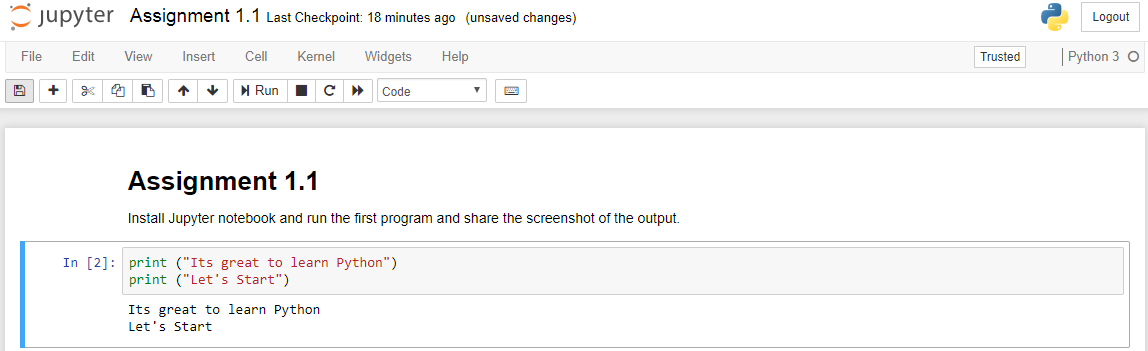 jupyter Assignment 1.1 Last Checkpoint: 18 minutes ago (unsaved changes) Logout
File Edit View Insert Cell Kernel Widgets Help Trusted Python 3
Run Code
Assignment 1.1
Install Jupyter notebook and run the first program and share the screenshot of the output.
In [2]: print ("Its great to learn Python")
print ("Let's Start")
Its great to learn Python
Let's Start